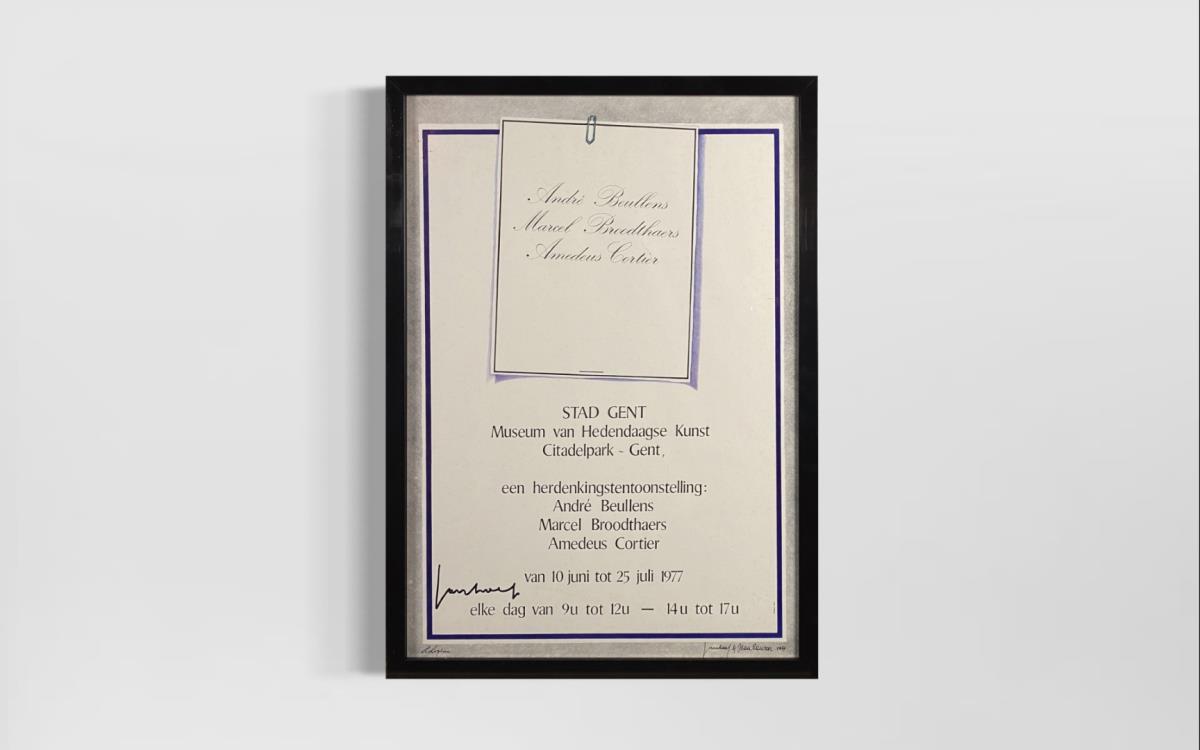 André Beullens
Marcel Broodthaers
Amedeus Cortier
STAD GENT
Museum van Hedendaagse Kunst
Citadelpark - Gent,
een herdenkingstentoonstelling:
André Beullens
Marcel Broodthaers
Amedeus Cortier
van 10 juni tot 25 juli 1977
elke dag van 9u tot 12u — 14u tot 17u